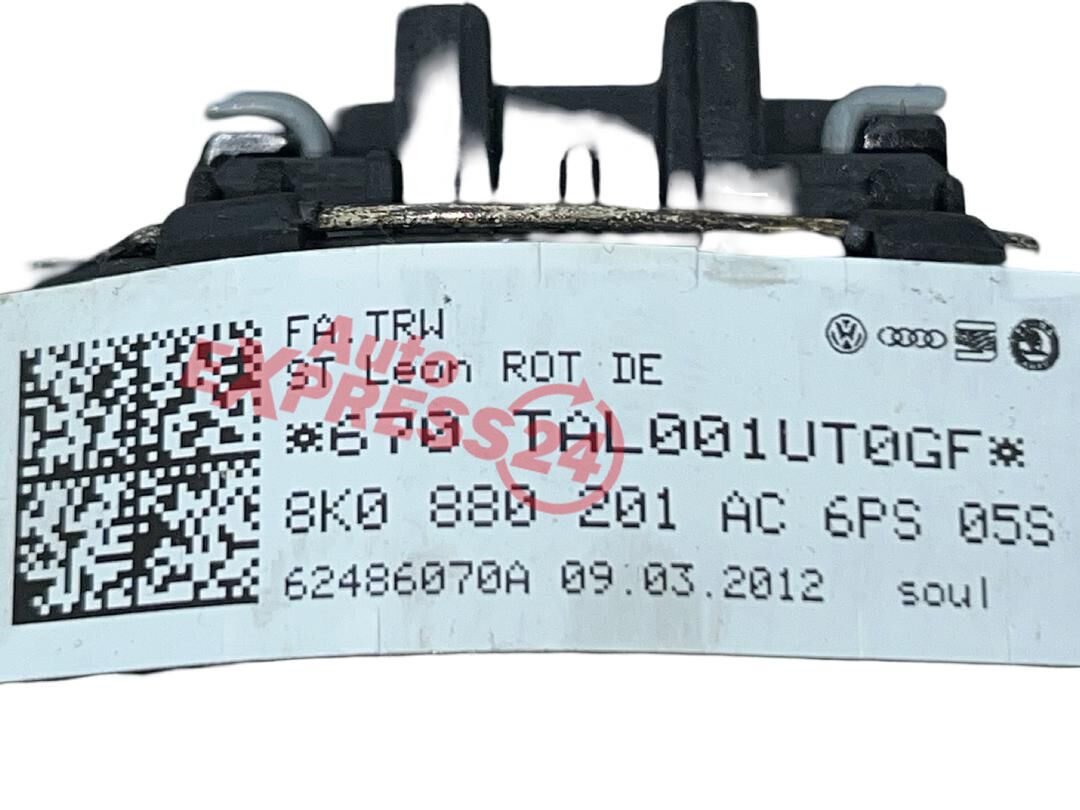 FA TRW
ST Leon ROT DE
*670 TAL001UT0GF*
8K0 880 201 AC 6PS 05S
62486070A 09.03.2012 soul
Auto
EXPRESS24